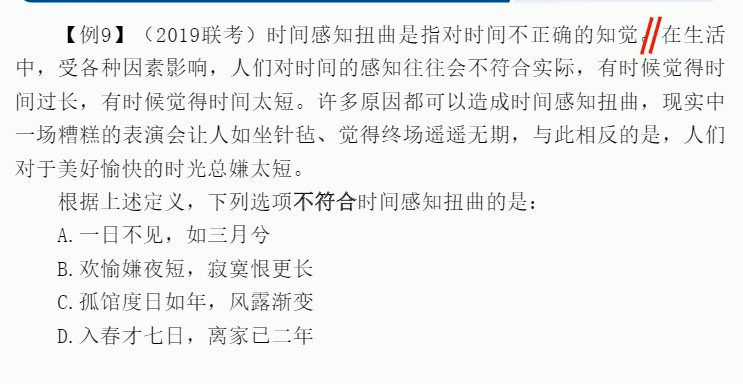 【例9】（2019联考）时间感知扭曲是指对时间不正确的知觉。在生活
中，受各种因素影响，人们对时间的感知往往会不符合实际，有时候觉得时
间过长，有时候觉得时间太短。许多原因都可以造成时间感知扭曲，现实中
一场糟糕的表演会让人如坐针毡、觉得终场遥遥无期，与此相反的是，人们
对于美好愉快的时光总嫌太短。
根据上述定义，下列选项不符合时间感知扭曲的是：
A.一日不见，如三月兮
B.欢愉嫌夜短，寂寞恨更长
C.孤馆度日如年，风露渐变
D.入春才七日，离家已二年